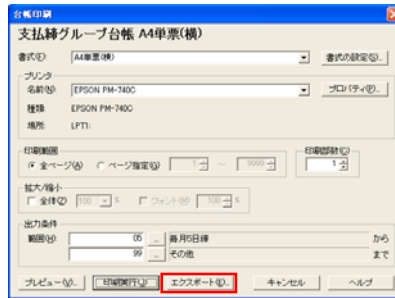 台帳印刷
支払締グループ台帳 A4単票(横)
書式(F): A4単票(横) 書式の設定(S)...
プリンタ
名前(N): EPSON PM-740C プロパティ(P)...
種類: EPSON PM-740C
場所: LPT1:
印刷範囲 印刷部数(C)
全ページ(A) ページ指定(G) 1 ～ 9999 1
拡大/縮小
全体(Z) 100 % フォント(H) 100 %
出力条件
範囲(H) 05 ... 毎月5日締 から
99 ... その他 まで
プレビュー(V)... 印刷実行(U) エクスポート(E)... キャンセル ヘルプ